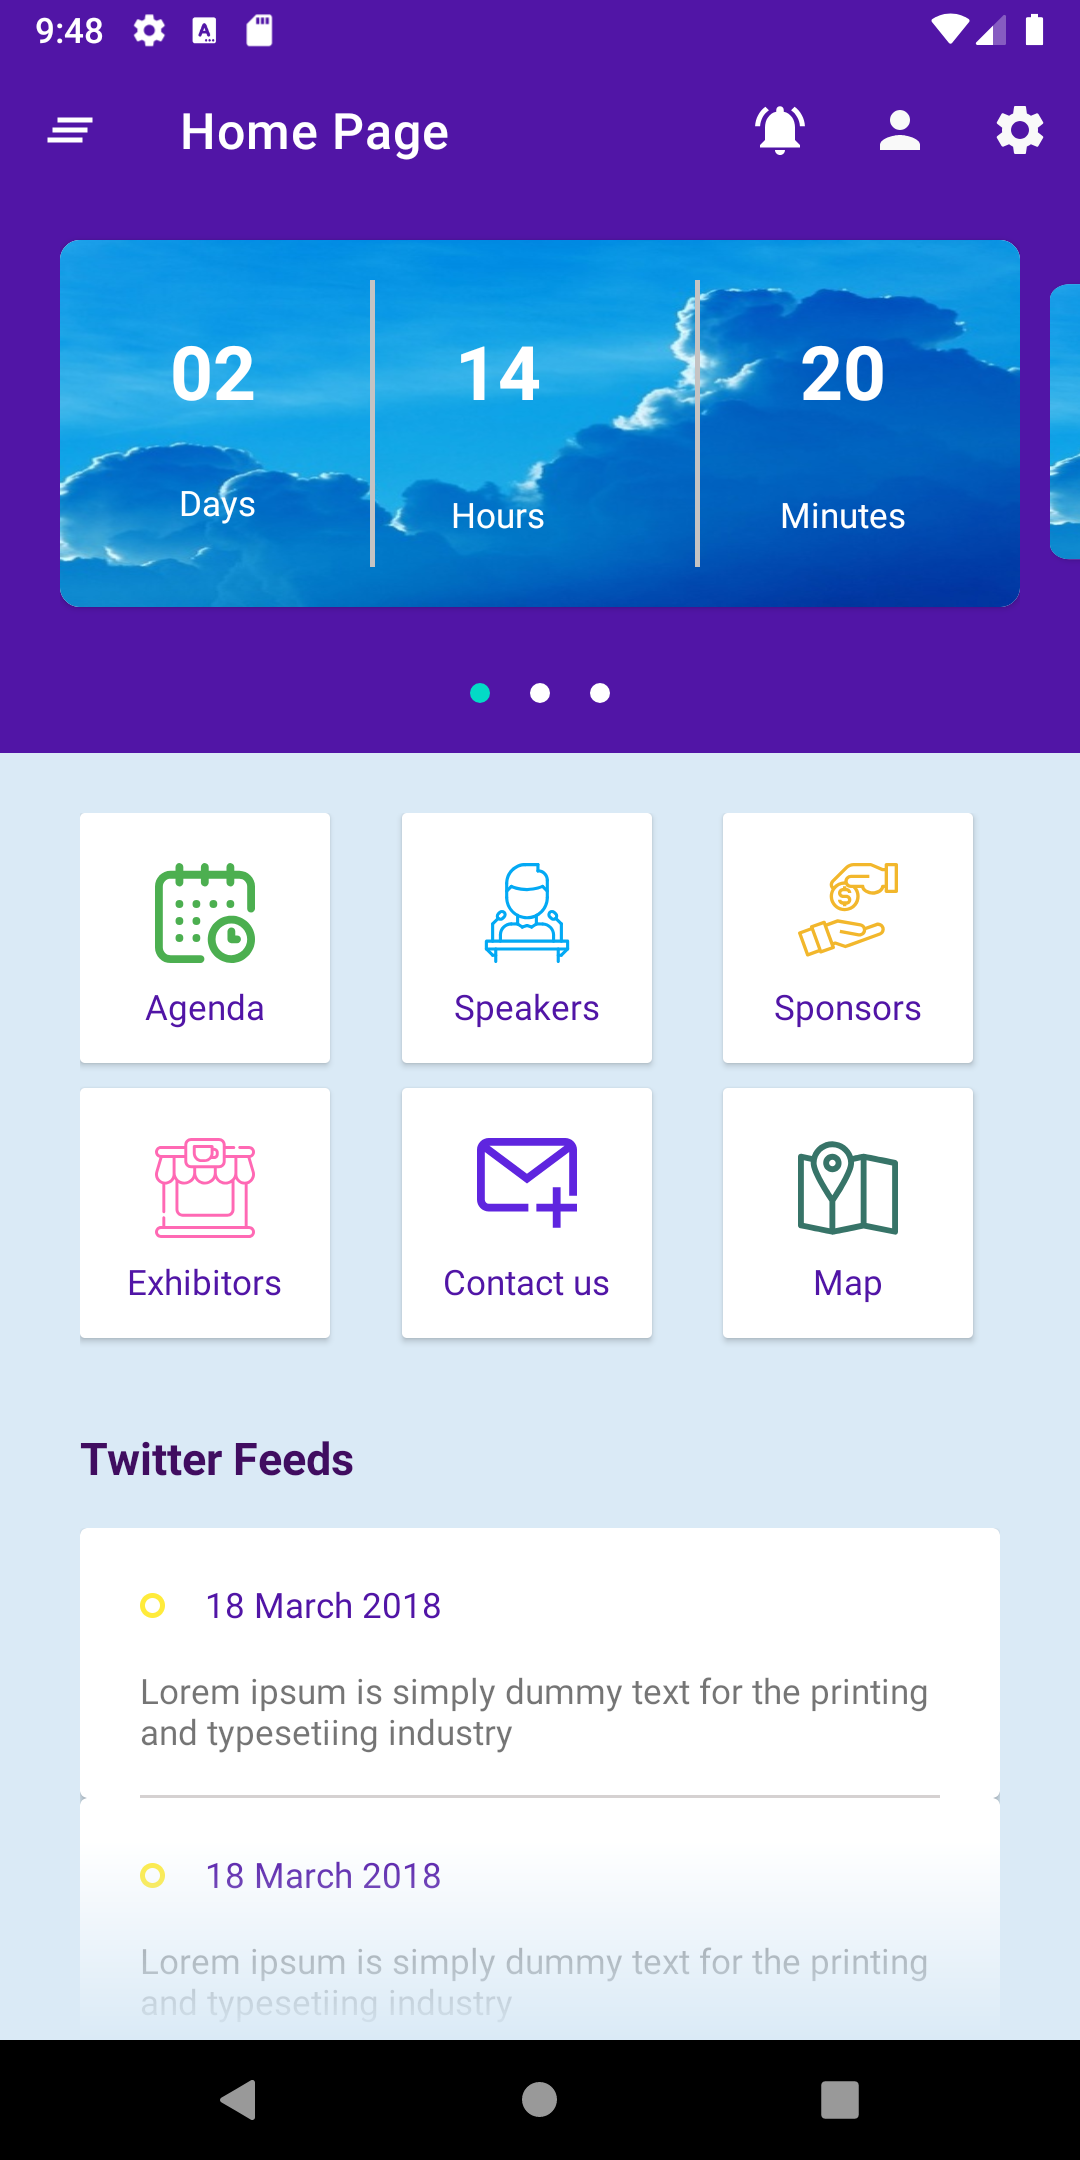 9:48
Home Page
02 14 20
Days Hours Minutes
Agenda Speakers Sponsors
Exhibitors Contact us Map
Twitter Feeds
18 March 2018
Lorem ipsum is simply dummy text for the printing
and typesetiing industry
18 March 2018
Lorem ipsum is simply dummy text for the printing
and typesetiing industry